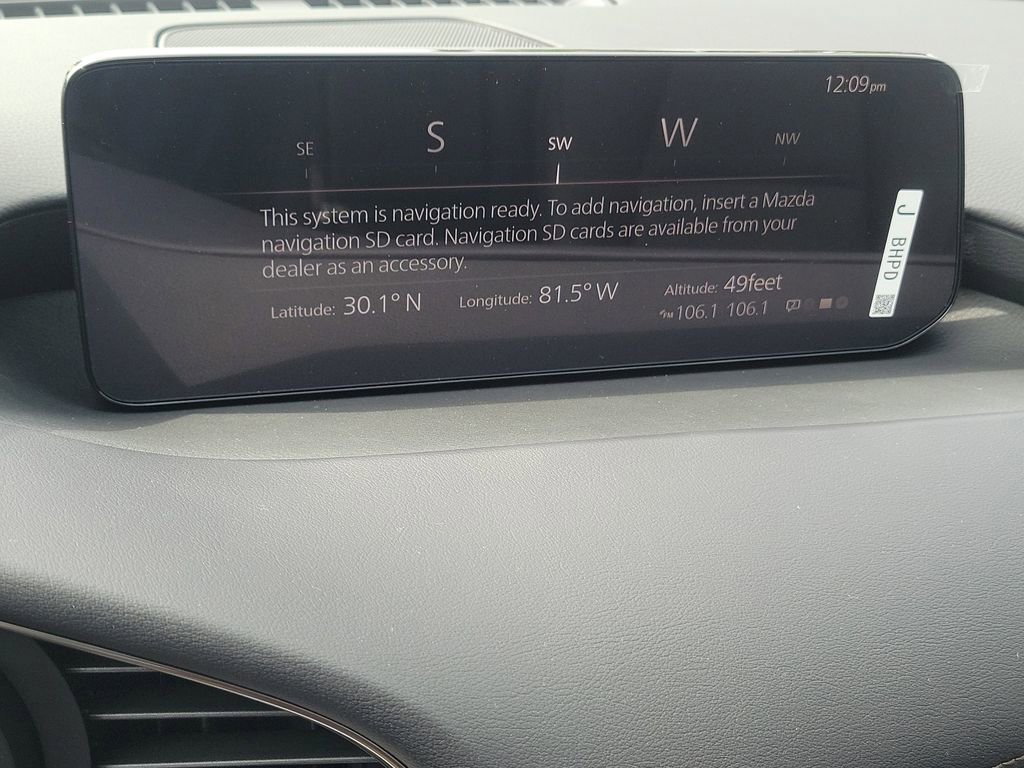 12:09pm
SE S SW W NW
This system is navigation ready. To add navigation, insert a Mazda
navigation SD card. Navigation SD cards are available from your
dealer as an accessory.
Latitude: 30.1° N Longitude: 81.5° W Altitude: 49feet
FM 106.1 106.1
J BHPD